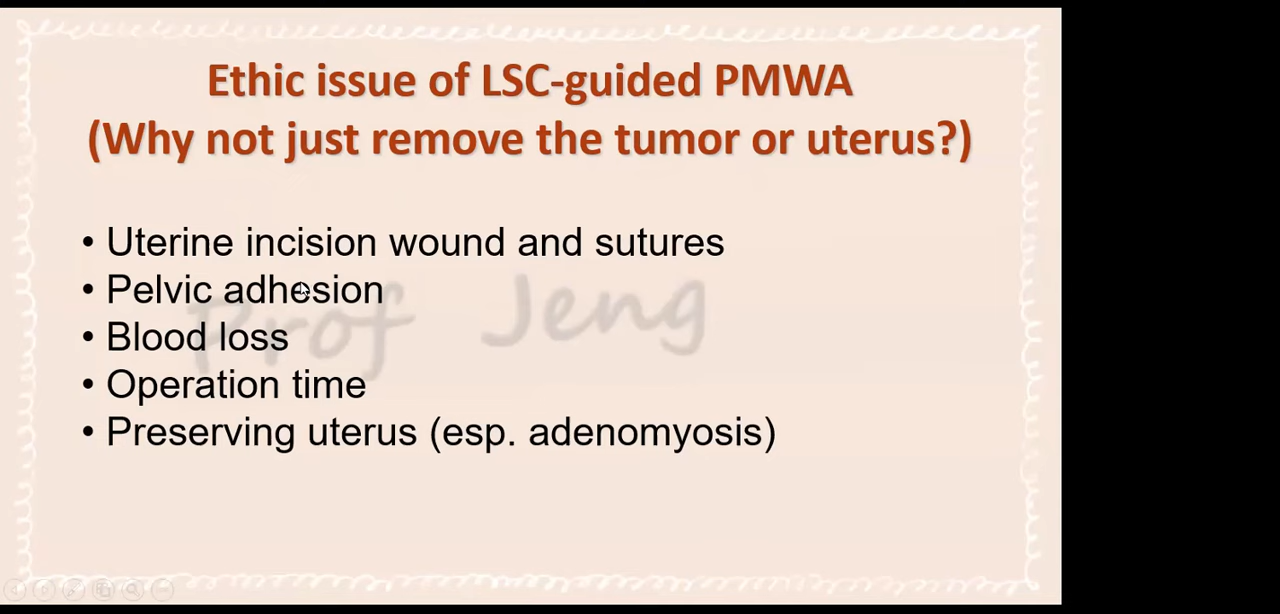 Ethic issue of LSC-guided PMWA
(Why not just remove the tumor or uterus?)
• Uterine incision wound and sutures
• Pelvic adhesion
• Blood loss
• Operation time
• Preserving uterus (esp. adenomyosis)
Prof Jeng